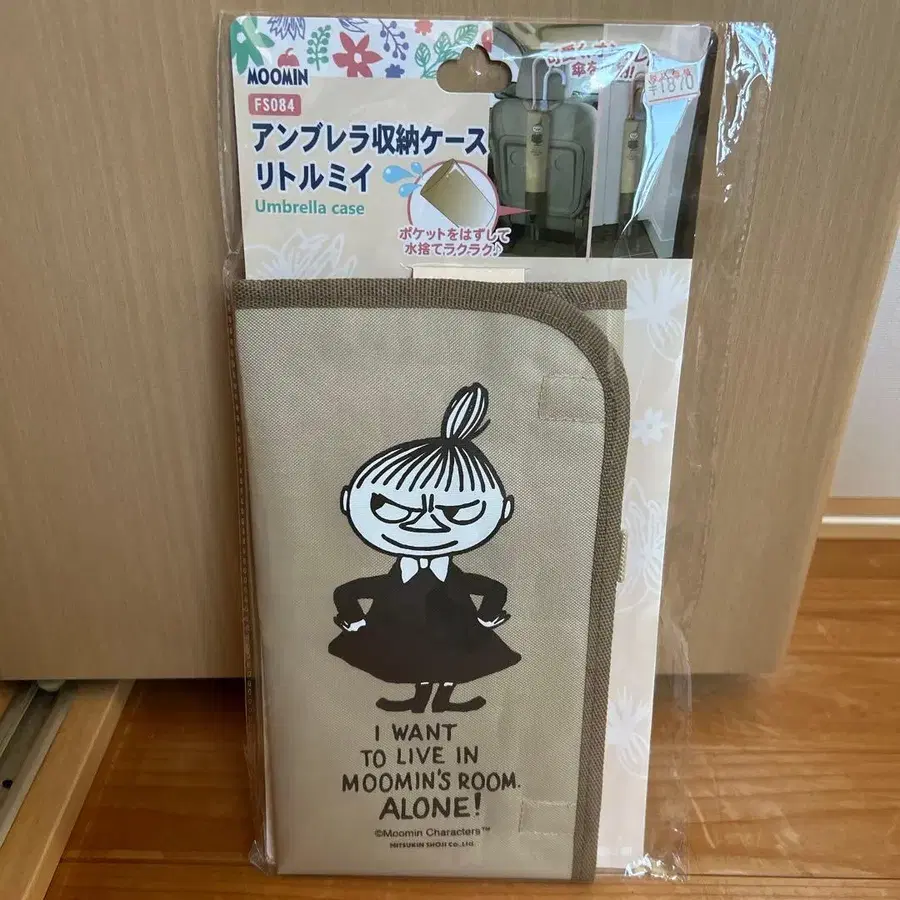 MOOMIN
FS084
アンブレラ収納ケース
リトルミイ
Umbrella case
ポケットをはずして
水捨てラクラク♪
¥1890
I WANT
TO LIVE IN
MOOMIN'S ROOM.
ALONE!
©Moomin Characters™
MITSUKIN SHOJI CO.,LTD.